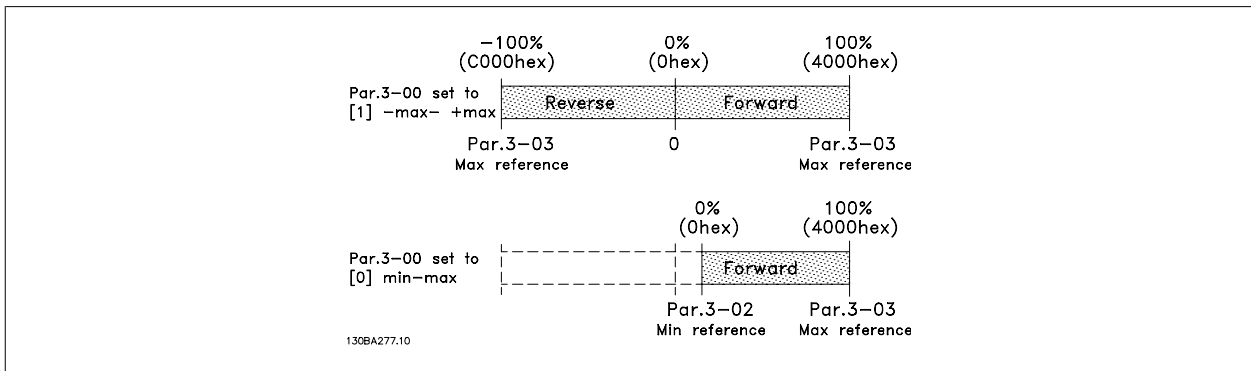 -100% 0% 100%
(C000hex) (0hex) (4000hex)
Par.3-00 set to
[1] -max- +max
Reverse Forward
Par.3-03 0 Par.3-03
Max reference Max reference
0% 100%
(0hex) (4000hex)
Par.3-00 set to
[0] min-max
Forward
Par.3-02 Par.3-03
Min reference Max reference
130BA277.10